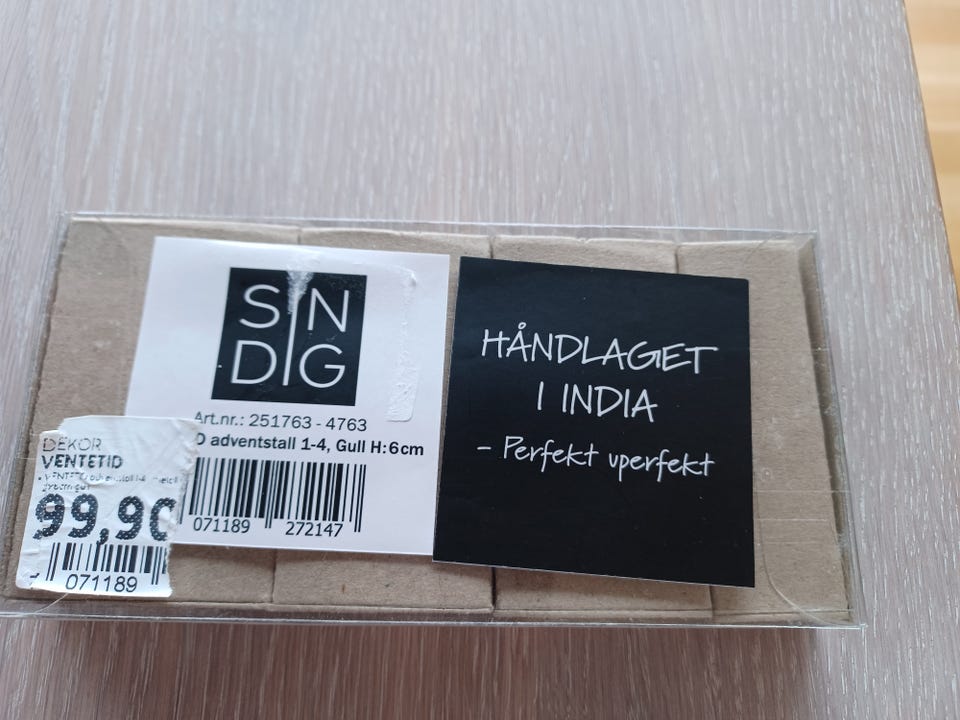 SIN
DIG
Art.nr.: 251763 - 4763
D adventstall 1-4, Gull H:6cm
071189 272147
HÅNDLAGET
I INDIA
- Perfekt uperfekt
DEKOR
VENTETID
99,90
071189